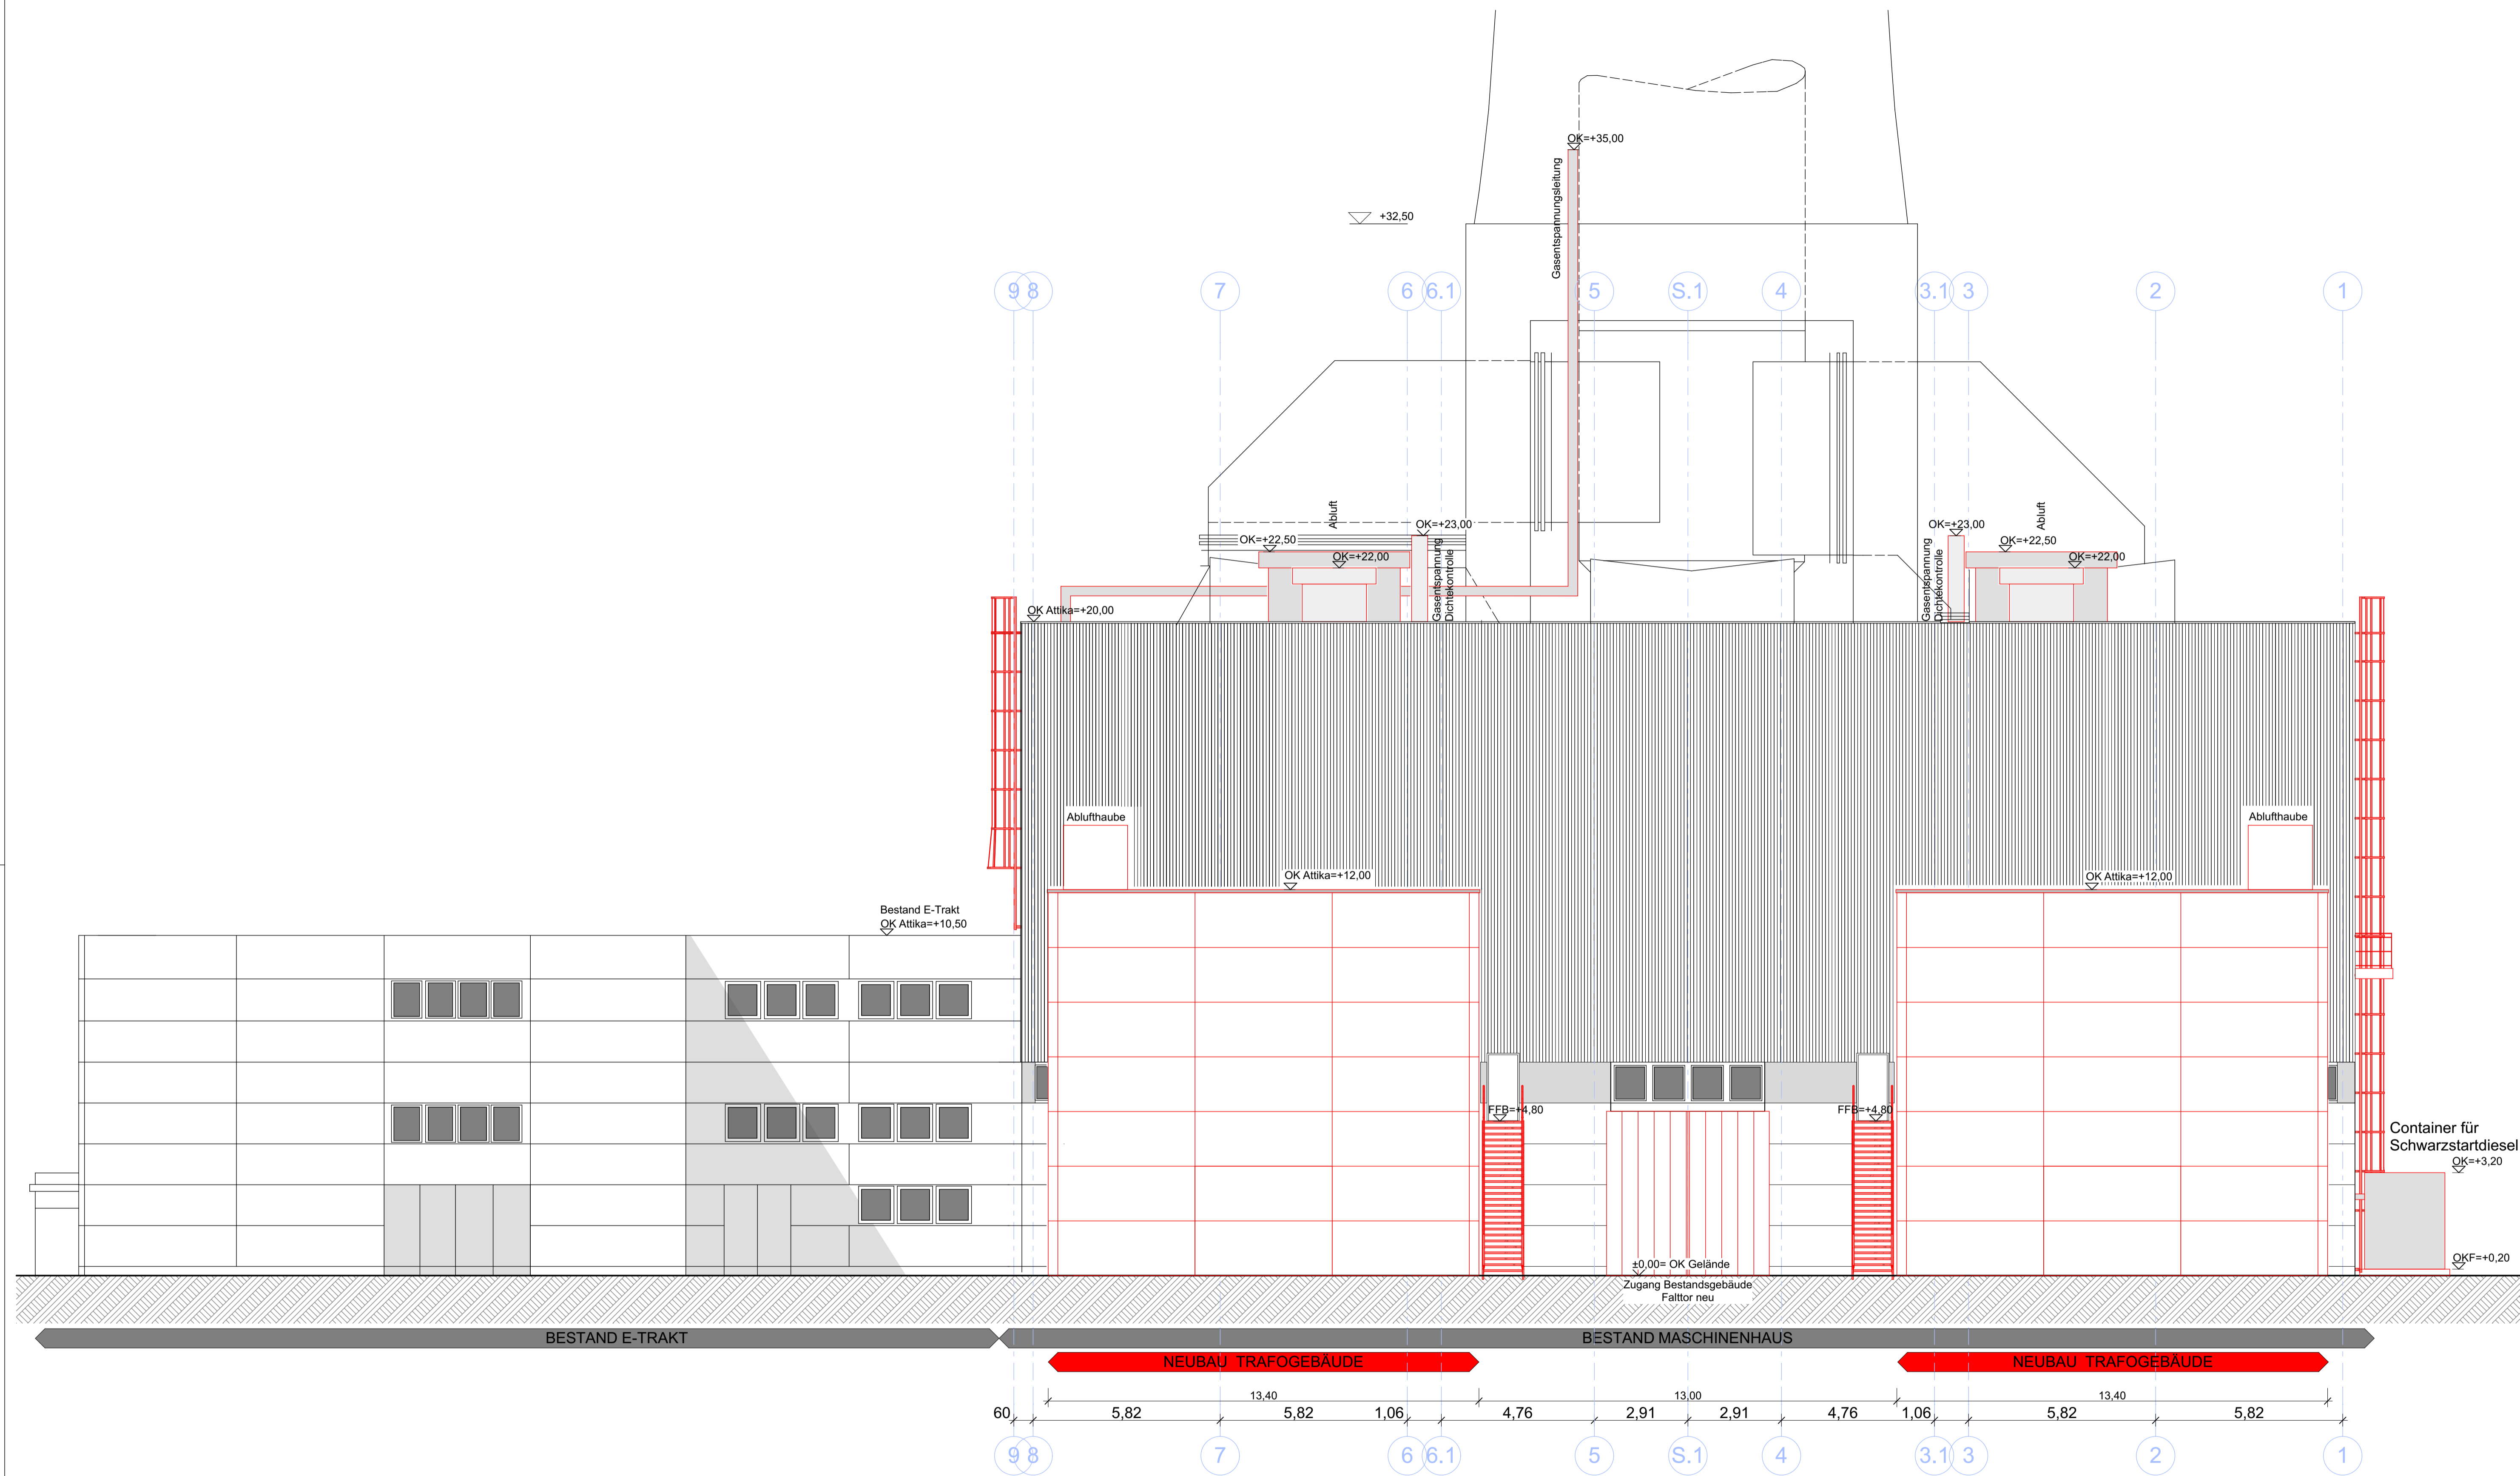 OK=+35,00
Gasentspannungsleitung
+32,50
9 8 7 6 6.1 5 S.1 4 3.1 3 2 1
Abluft
OK=+22,50
OK=+22,00
OK=+23,00
Gasentspannung
Dichtekontrolle
OK=+23,00
Gasentspannung
Dichtekontrolle
Abluft
OK=+22,50
OK=+22,00
OK Attika=+20,00
Ablufthaube
Ablufthaube
OK Attika=+12,00
OK Attika=+12,00
Bestand E-Trakt
OK Attika=+10,50
FFB=+4,80
FFB=+4,80
Container für
Schwarzstartdiesel
OK=+3,20
OKF=+0,20
±0,00= OK Gelände
Zugang Bestandsgebäude
Falttor neu
BESTAND E-TRAKT
BESTAND MASCHINENHAUS
NEUBAU TRAFOGEBÄUDE
NEUBAU TRAFOGEBÄUDE
13,40 13,00 13,40
60 5,82 5,82 1,06 4,76 2,91 2,91 4,76 1,06 5,82 5,82
9 8 7 6 6.1 5 S.1 4 3.1 3 2 1